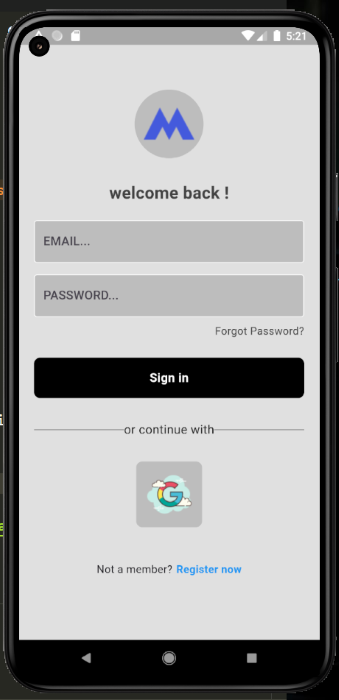 5:21
welcome back !
EMAIL...
PASSWORD...
Forgot Password?
Sign in
or continue with
G
Not a member? Register now